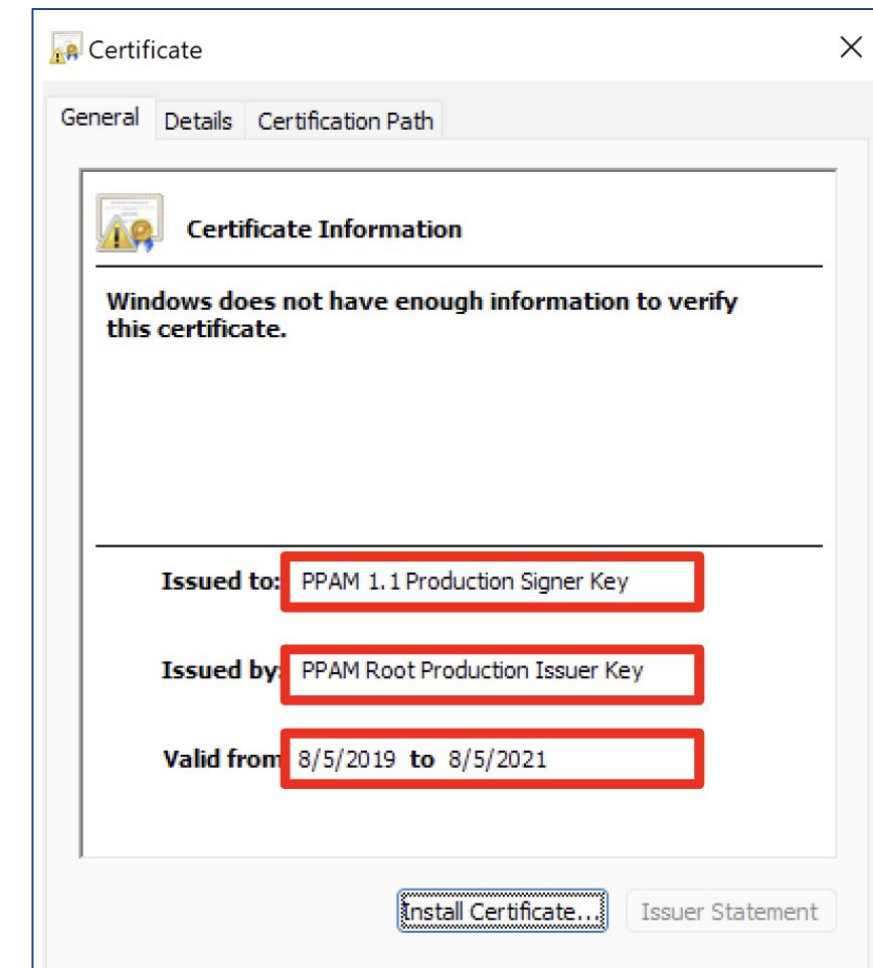 Certificate
General Details Certification Path
Certificate Information
Windows does not have enough information to verify
this certificate.
Issued to: PPAM 1.1 Production Signer Key
Issued by: PPAM Root Production Issuer Key
Valid from 8/5/2019 to 8/5/2021
Install Certificate... Issuer Statement